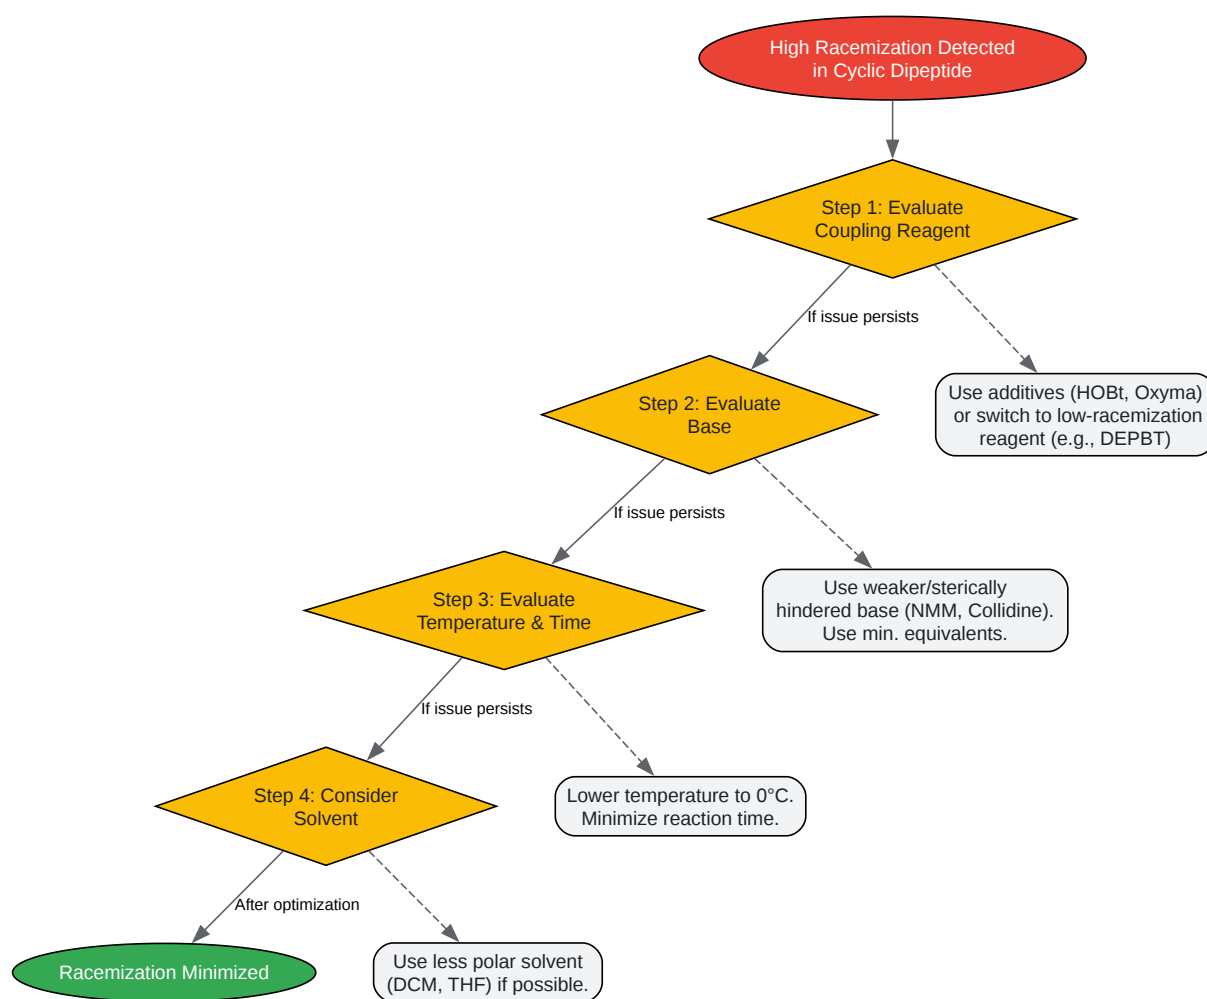 High Racemization Detected
in Cyclic Dipeptide
Step 1: Evaluate
Coupling Reagent
If issue persists
Use additives (HOBt, Oxyma)
or switch to low-racemization
reagent (e.g., DEPBT)
Step 2: Evaluate
Base
If issue persists
Use weaker/sterically
hindered base (NMM, Collidine).
Use min. equivalents.
Step 3: Evaluate
Temperature & Time
If issue persists
Lower temperature to 0°C.
Minimize reaction time.
Step 4: Consider
Solvent
After optimization
Racemization Minimized
Use less polar solvent
(DCM, THF) if possible.